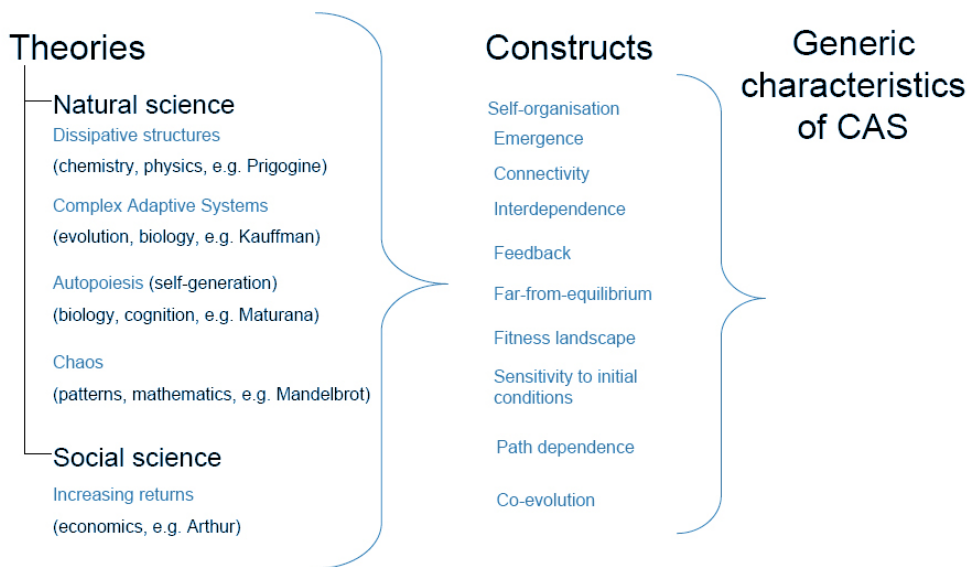 Theories
Natural science
Dissipative structures
(chemistry, physics, e.g. Prigogine)
Complex Adaptive Systems
(evolution, biology, e.g. Kauffman)
Autopoiesis (self-generation)
(biology, cognition, e.g. Maturana)
Chaos
(patterns, mathematics, e.g. Mandelbrot)
Social science
Increasing returns
(economics, e.g. Arthur)
Constructs
Self-organisation
Emergence
Connectivity
Interdependence
Feedback
Far-from-equilibrium
Fitness landscape
Sensitivity to initial
conditions
Path dependence
Co-evolution
Generic
characteristics
of CAS